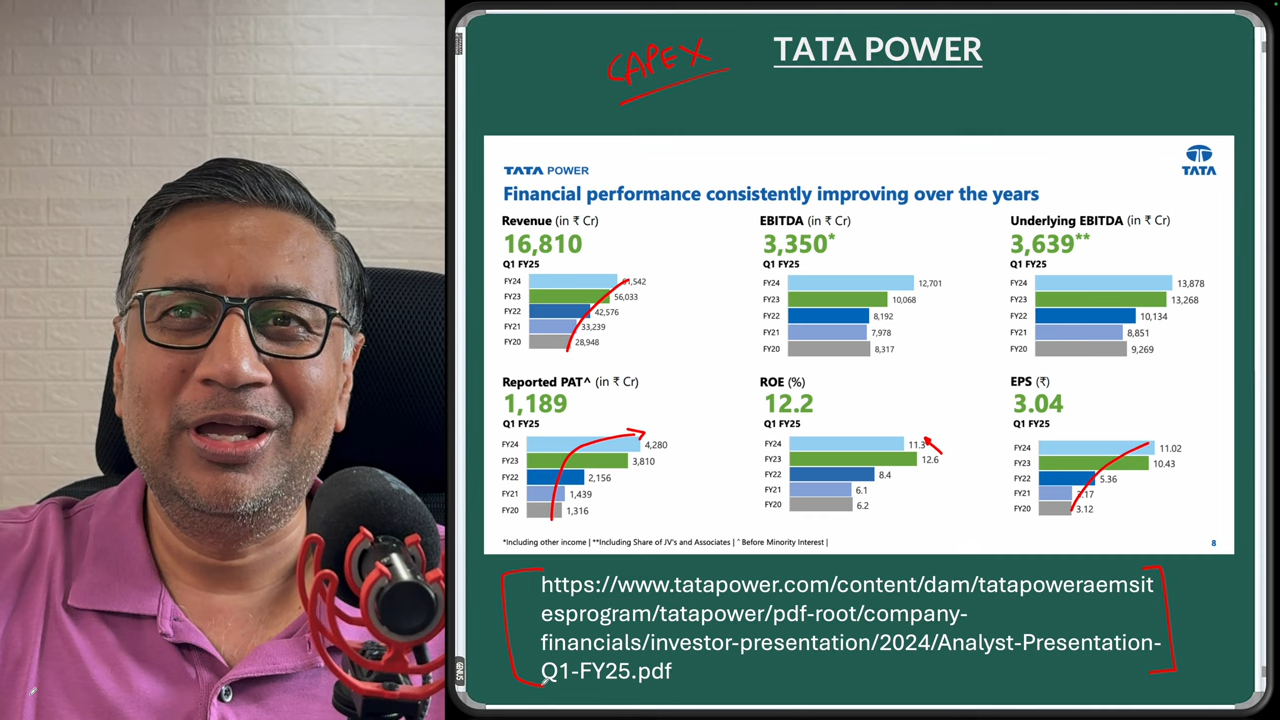 CAPEX
TATA POWER
TATA POWER
TATA
Financial performance consistently improving over the years
Revenue (in ₹ Cr)
16,810
Q1 FY25
FY24
FY23 56,033
FY22 42,576
FY21 33,239
FY20 28,948
EBITDA (in ₹ Cr)
3,350*
Q1 FY25
FY24 12,701
FY23 10,068
FY22 8,192
FY21 7,978
FY20 8,317
Underlying EBITDA (in ₹ Cr)
3,639**
Q1 FY25
FY24 13,878
FY23 13,268
FY22 10,134
FY21 8,851
FY20 9,269
Reported PAT^ (in ₹ Cr)
1,189
Q1 FY25
FY24 4,280
FY23 3,810
FY22 2,156
FY21 1,439
FY20 1,316
ROE (%)
12.2
Q1 FY25
FY24 11.3
FY23 12.6
FY22 8.4
FY21 6.1
FY20 6.2
EPS (₹)
3.04
Q1 FY25
FY24 11.02
FY23 10.43
FY22 5.36
FY21
FY20 3.12
*Including other income | **Including Share of JV's and Associates | ^ Before Minority Interest |
8
https://www.tatapower.com/content/dam/tatapoweraemsit
esprogram/tatapower/pdf-root/company-
financials/investor-presentation/2024/Analyst-Presentation-
Q1-FY25.pdf